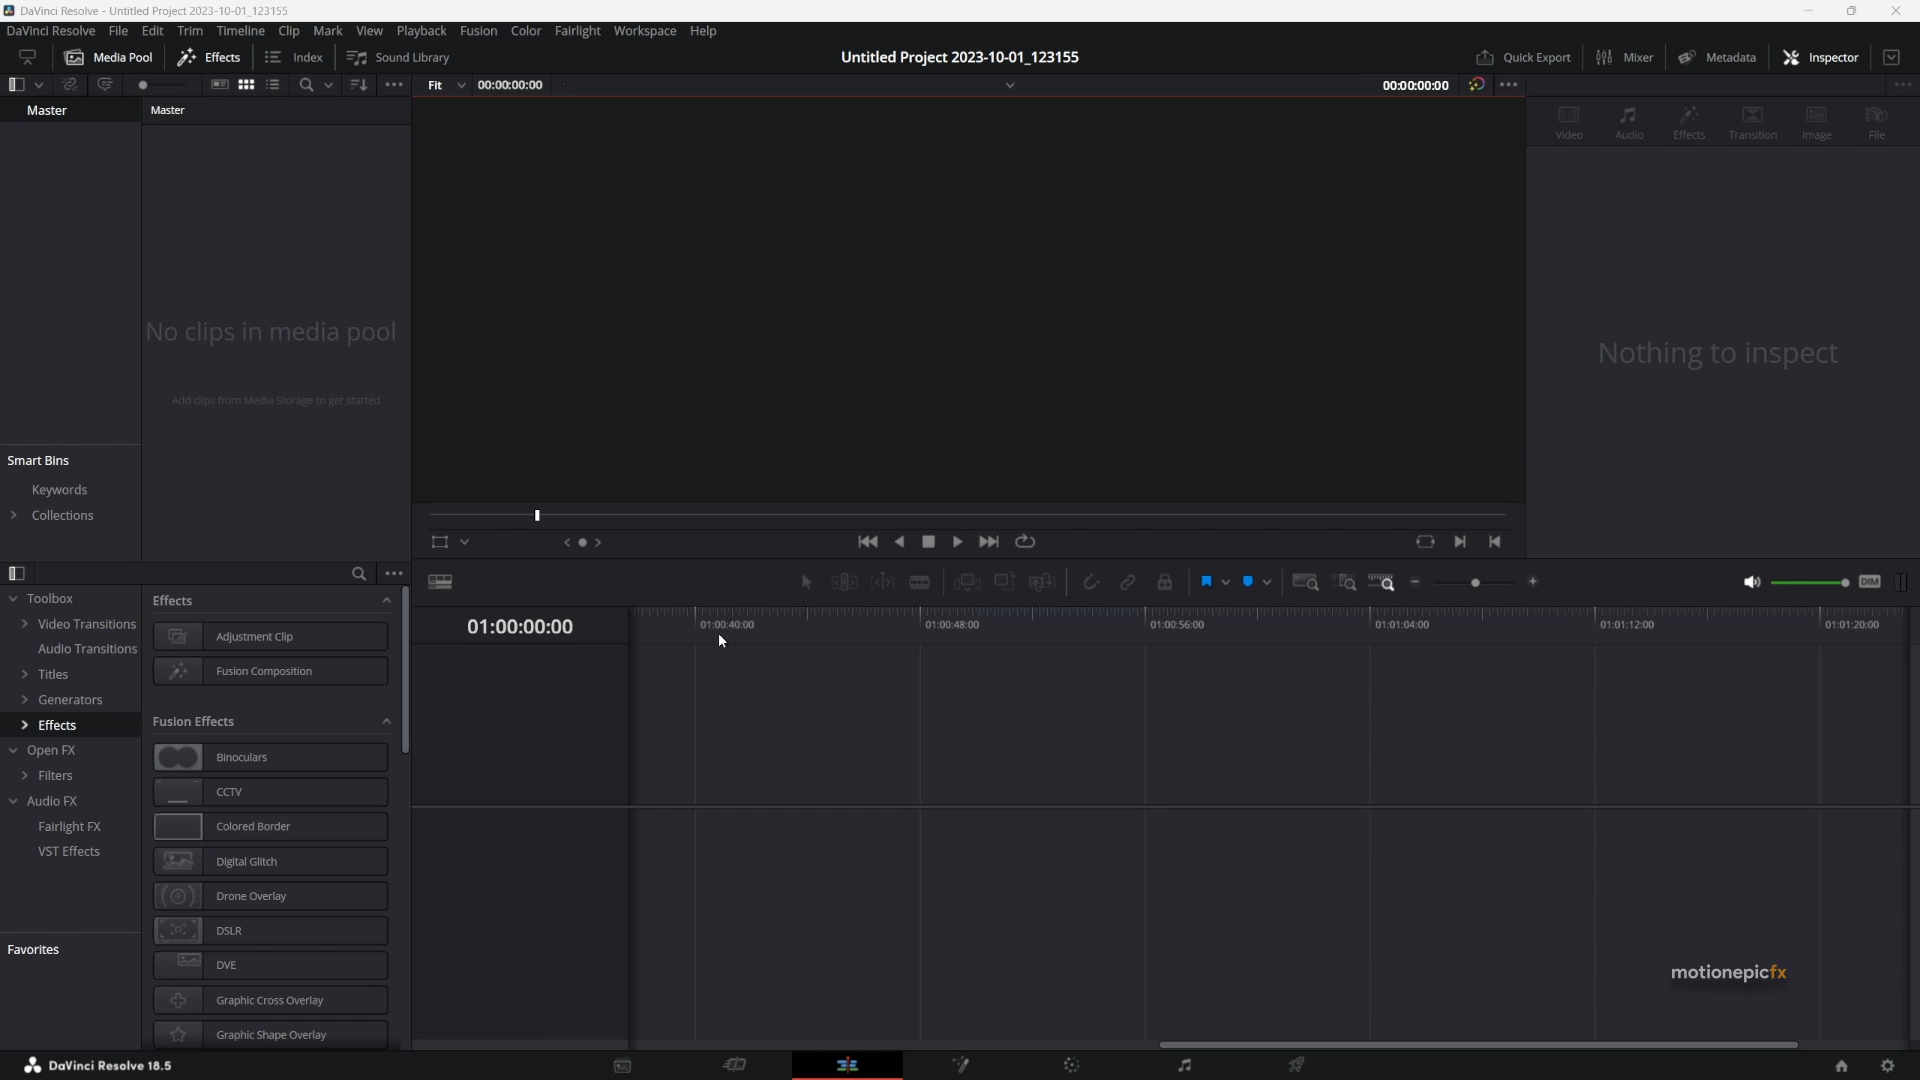 DaVinci Resolve - Untitled Project 2023-10-01_123155
DaVinci Resolve File Edit Trim Timeline Clip Mark View Playback Fusion Color Fairlight Workspace Help
Media Pool Effects Index Sound Library
Untitled Project 2023-10-01_123155
Quick Export Mixer Metadata Inspector
Fit 00:00:00:00
00:00:00:00
Master
Master
Video Audio Effects Transition Image File
No clips in media pool
Add clips from Media Storage to get started
Nothing to inspect
Smart Bins
Keywords
Collections
DIM
Toolbox
Video Transitions
Audio Transitions
Titles
Generators
Effects
Open FX
Filters
Audio FX
Fairlight FX
VST Effects
Favorites
Effects
Adjustment Clip
Fusion Composition
Fusion Effects
Binoculars
CCTV
Colored Border
Digital Glitch
Drone Overlay
DSLR
DVE
Graphic Cross Overlay
Graphic Shape Overlay
01:00:00:00
01:00:40:00 01:00:48:00 01:00:56:00 01:01:04:00 01:01:12:00 01:01:20:00
motionepicfx
DaVinci Resolve 18.5